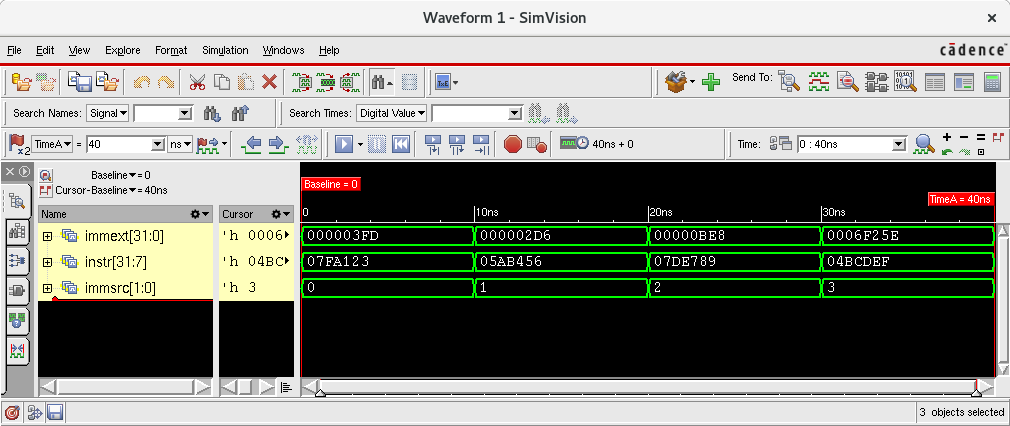 Waveform 1 - SimVision
File Edit View Explore Format Simulation Windows Help cādence
Send To:
Search Names: Signal Search Times: Digital Value
x2 TimeA = 40 ns 40ns + 0 Time: 0 : 40ns
Baseline = 0
Cursor-Baseline = 40ns
Baseline = 0
TimeA = 40ns
Name Cursor 0 10ns 20ns 30ns
immext[31:0] 'h 0006 000003FD 000002D6 00000BE8 0006F25E
instr[31:7] 'h 04BC 07FA123 05AB456 07DE789 04BCDEF
immsrc[1:0] 'h 3 0 1 2 3
3 objects selected